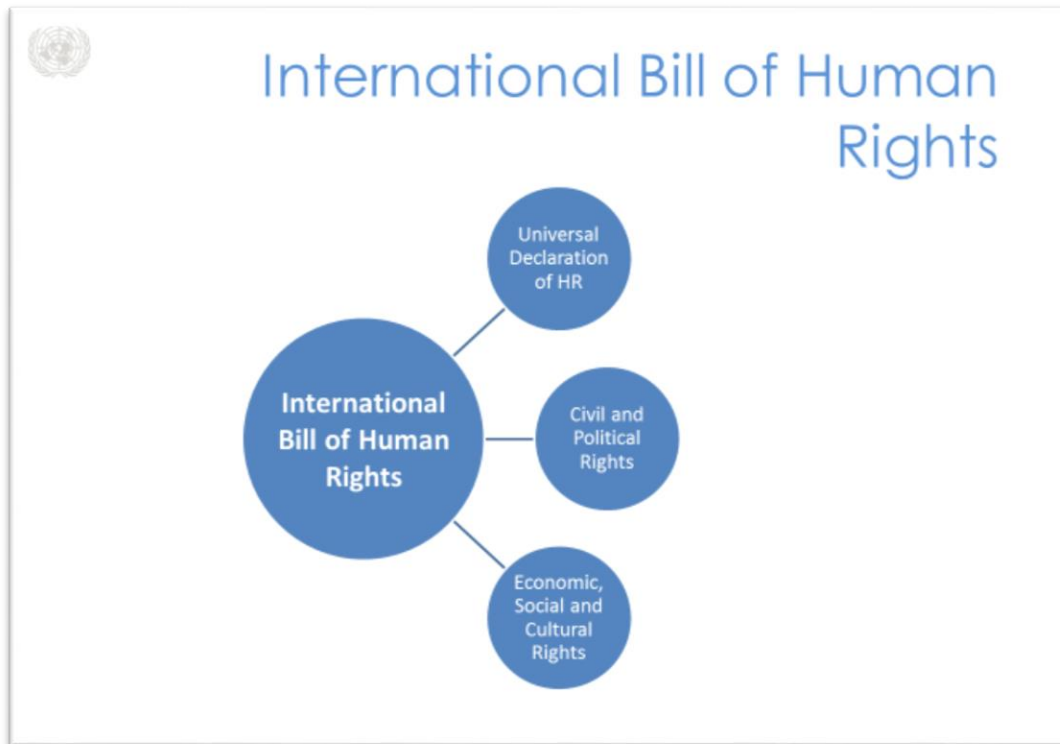 International Bill of Human
Rights
Universal
Declaration
of HR
International
Bill of Human
Rights
Civil and
Political
Rights
Economic,
Social and
Cultural
Rights